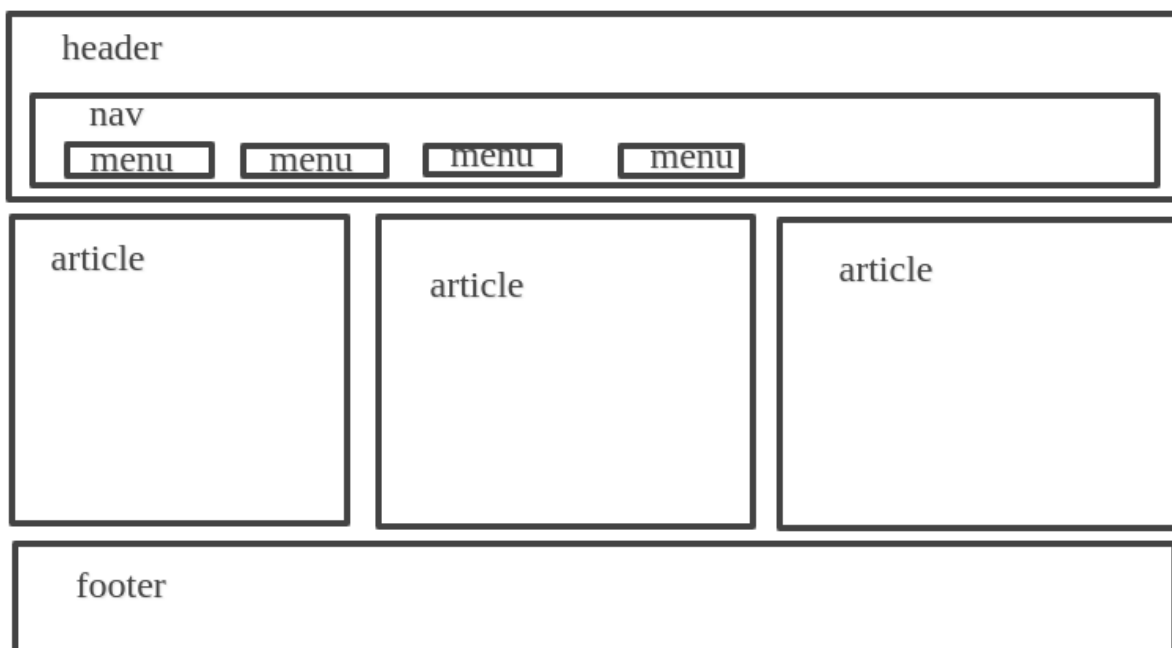 header
nav
menu menu menu menu
article article article
footer